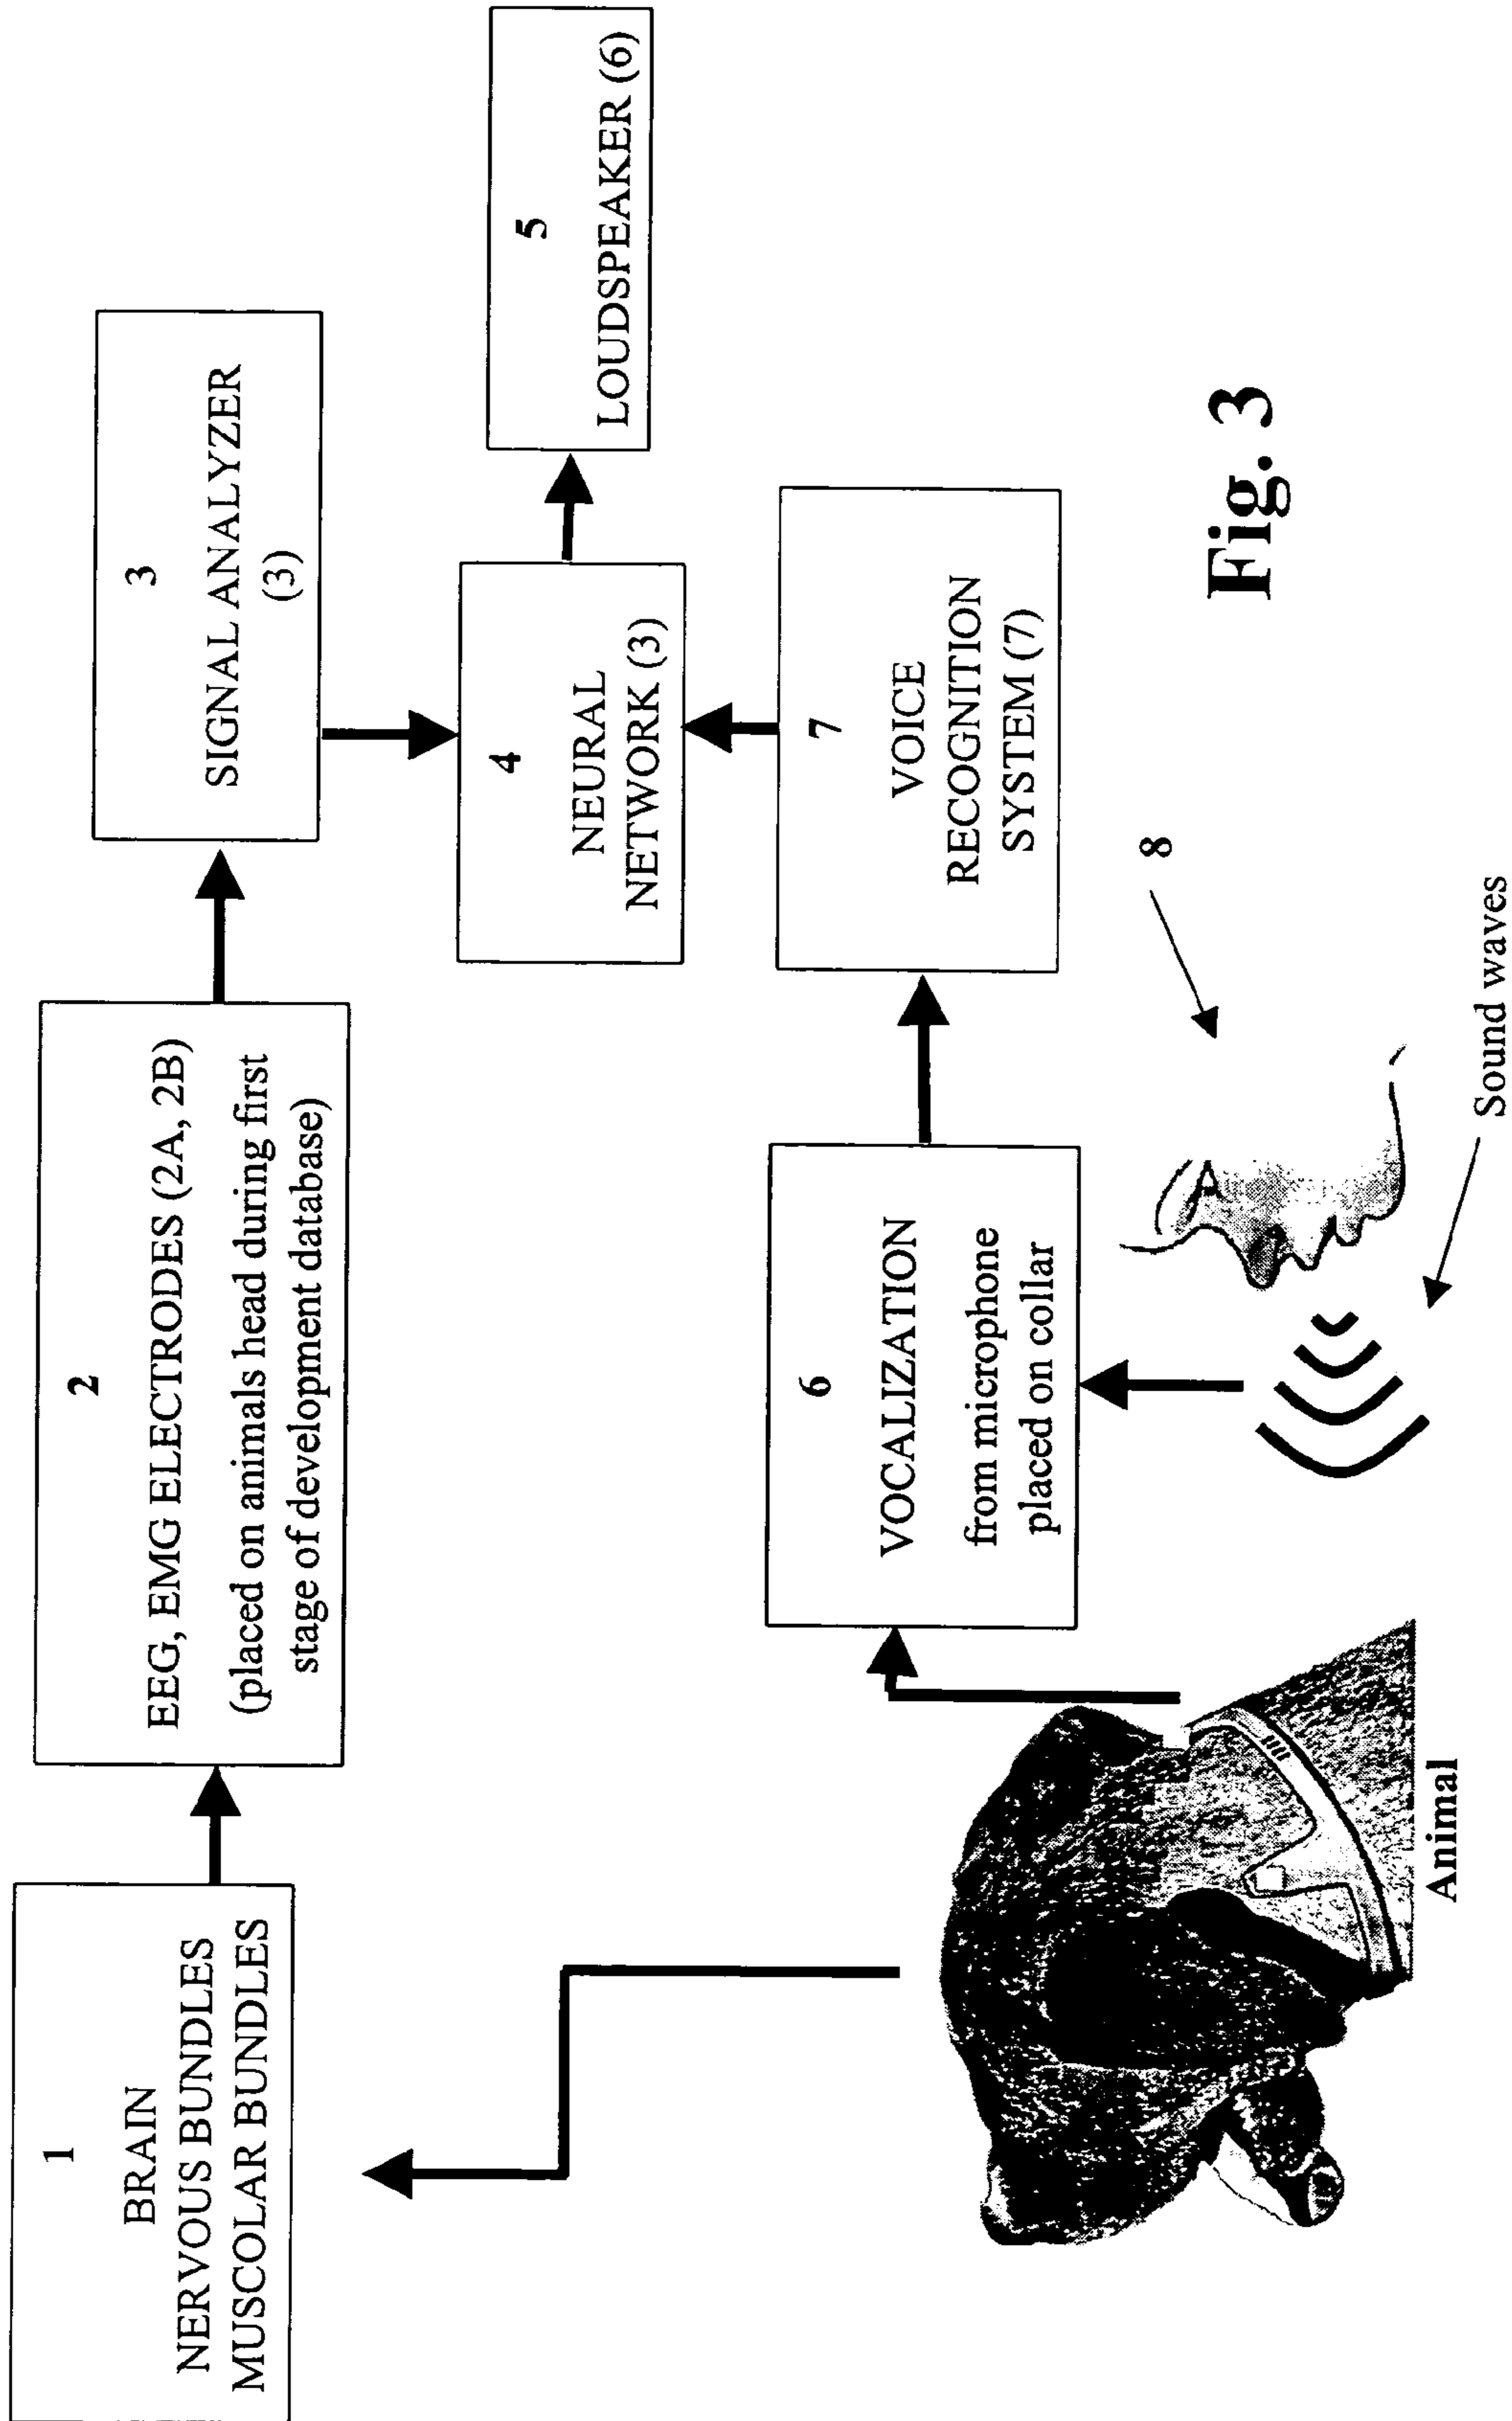 1
BRAIN
NERVOUS BUNDLES
MUSCOLAR BUNDLES
2
EEG, EMG ELECTRODES (2A, 2B)
(placed on animals head during first
stage of development database)
3
SIGNAL ANALYZER
(3)
4
NEURAL
NETWORK (3)
5
LOUDSPEAKER (6)
6
VOCALIZATION
from microphone
placed on collar
7
VOICE
RECOGNITION
SYSTEM (7)
8
Sound waves
Animal
Fig. 3